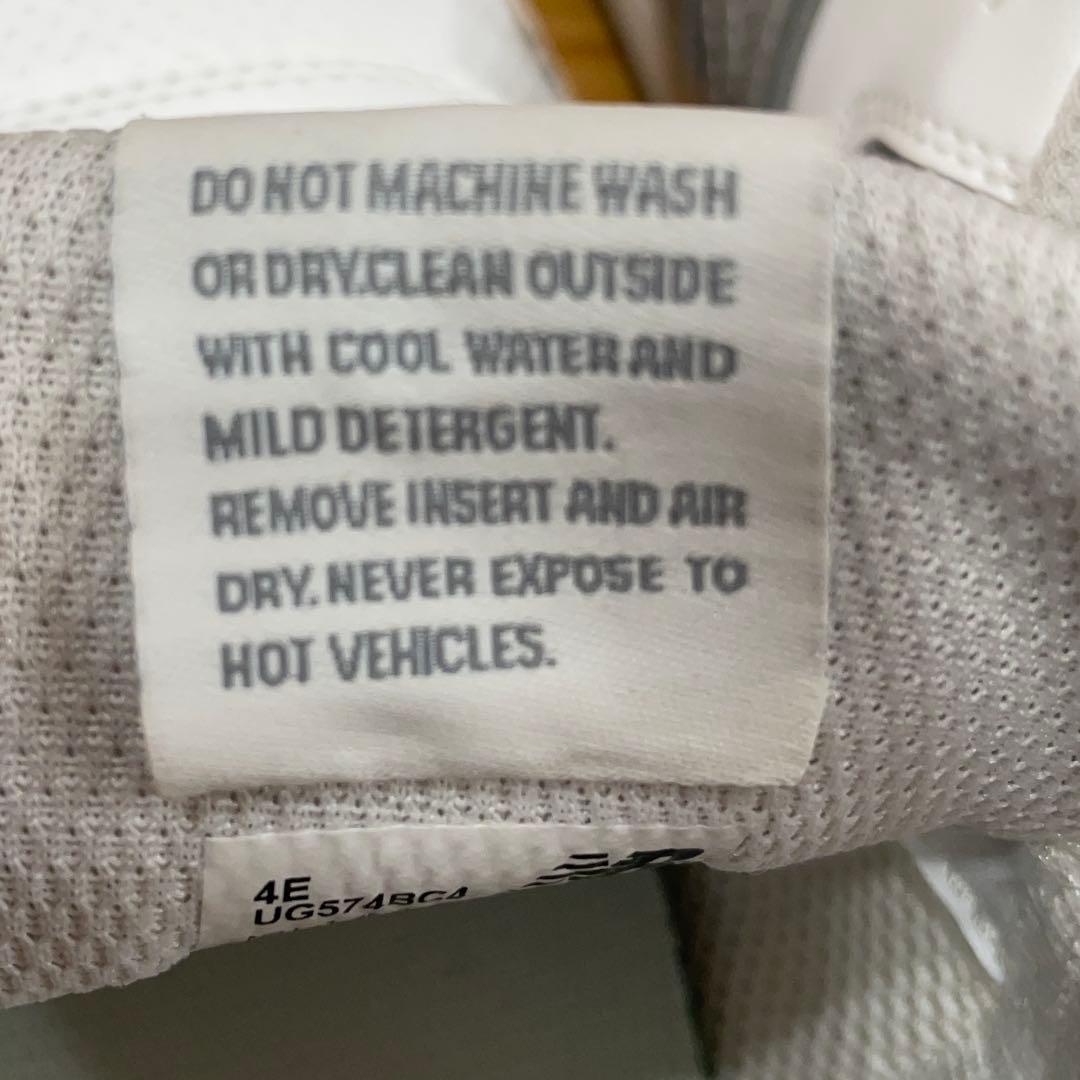 DO NOT MACHINE WASH
OR DRY.CLEAN OUTSIDE
WITH COOL WATER AND
MILD DETERGENT.
REMOVE INSERT AND AIR
DRY. NEVER EXPOSE TO
HOT VEHICLES.
4E
UG574BC4